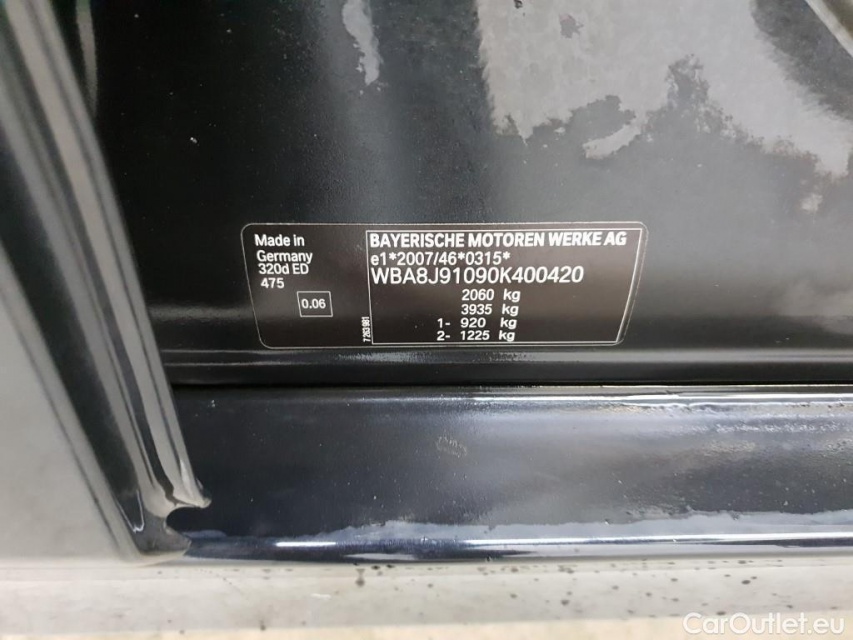 Made in
Germany
320d ED
475
0.06
BAYERISCHE MOTOREN WERKE AG
e1*2007/46*0315*
WBA8J91090K400420
2060 kg
3935 kg
1- 920 kg
2- 1225 kg
CarOutlet.eu